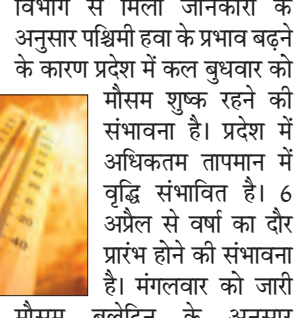 विभाग से मिली जानकारी के
अनुसार पश्चिमी हवा के प्रभाव बढ़ने
के कारण प्रदेश में कल बुधवार को
मौसम शुष्क रहने की
संभावना है। प्रदेश में
अधिकतम तापमान में
वृद्धि संभावित है। 6
अप्रैल से वर्षा का दौर
प्रारंभ होने की संभावना
है। मंगलवार को जारी
मौसम बुलेटिन के अनुसार